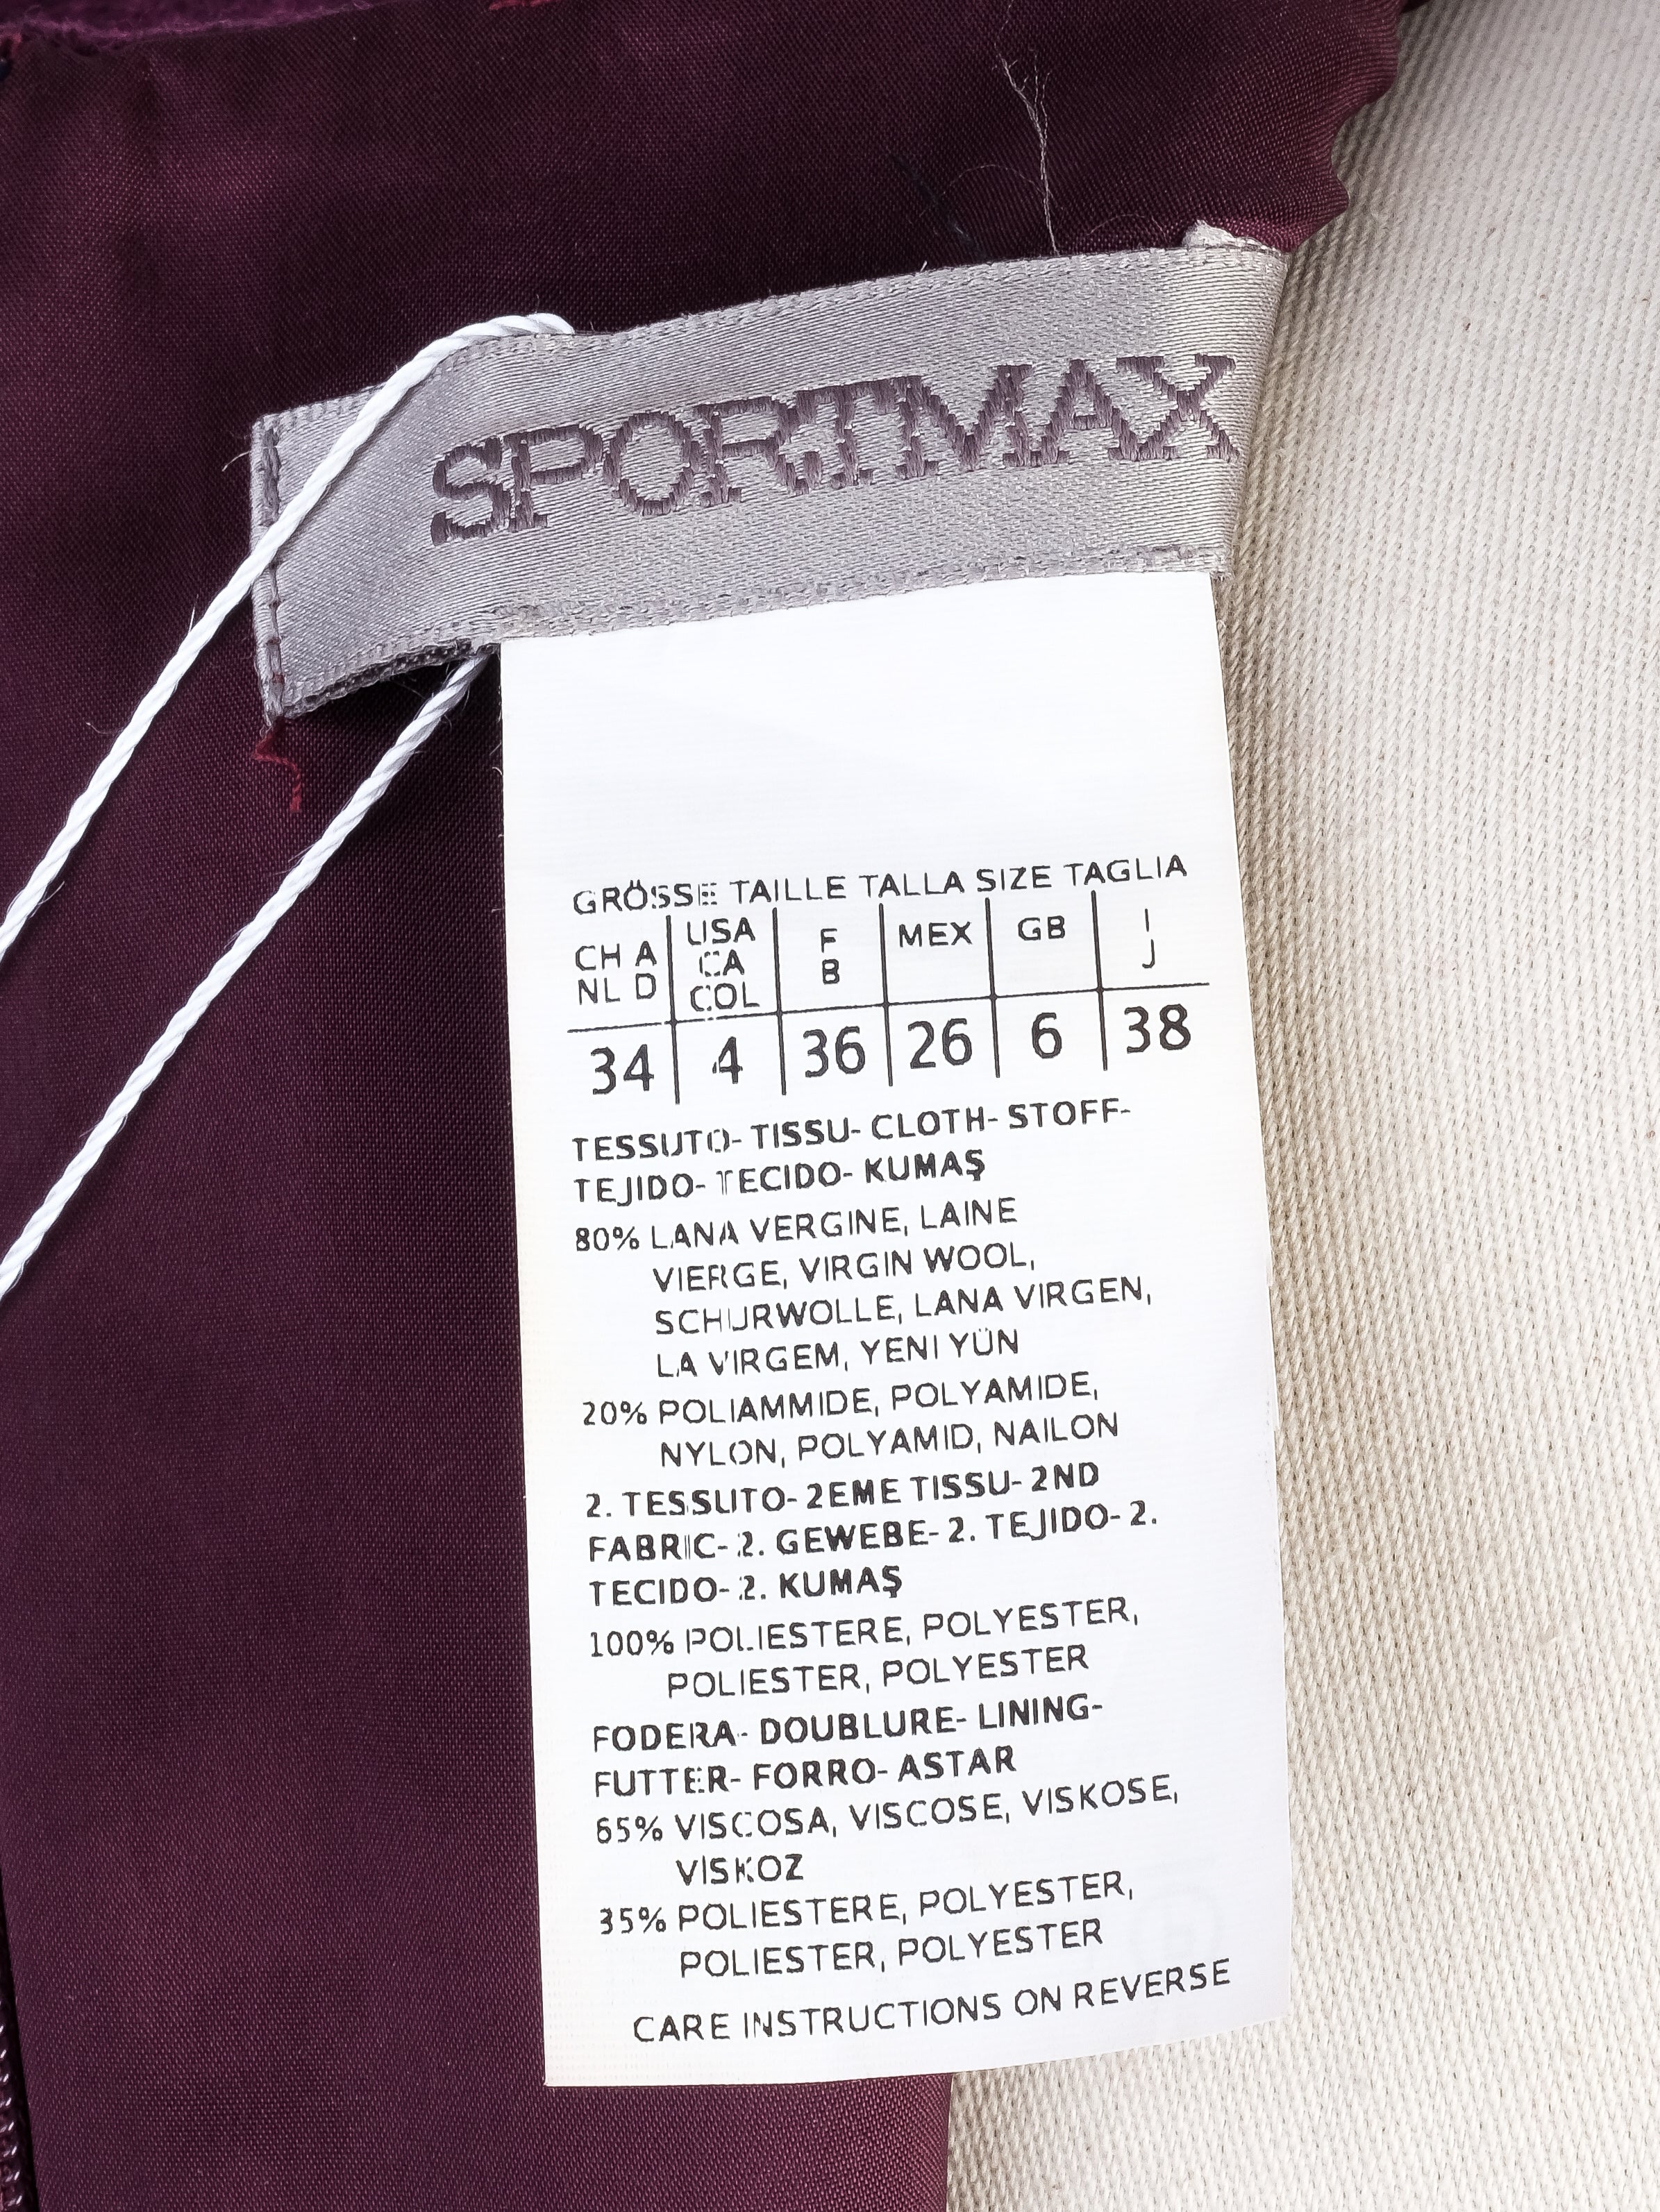 SPORTMAX
GRÖSSE TAILLE TALLA SIZE TAGLIA
CH A USA F MEX GB I
NL D CA B J
COL
34 4 36 26 6 38
TESSUTO- TISSU- CLOTH- STOFF-
TEJIDO- TECIDO- KUMAŞ
80% LANA VERGINE, LAINE
VIERGE, VIRGIN WOOL,
SCHURWOLLE, LANA VIRGEN,
LA VIRGEM, YENI YÜN
20% POLIAMMIDE, POLYAMIDE,
NYLON, POLYAMID, NAILON
2. TESSUTO- 2EME TISSU- 2ND
FABRIC- 2. GEWEBE- 2. TEJIDO- 2.
TECIDO- 2. KUMAŞ
100% POLIESTERE, POLYESTER,
POLIESTER, POLYESTER
FODERA- DOUBLURE- LINING-
FUTTER- FORRO- ASTAR
65% VISCOSA, VISCOSE, VISKOSE,
VISKOZ
35% POLIESTERE, POLYESTER,
POLIESTER, POLYESTER
CARE INSTRUCTIONS ON REVERSE